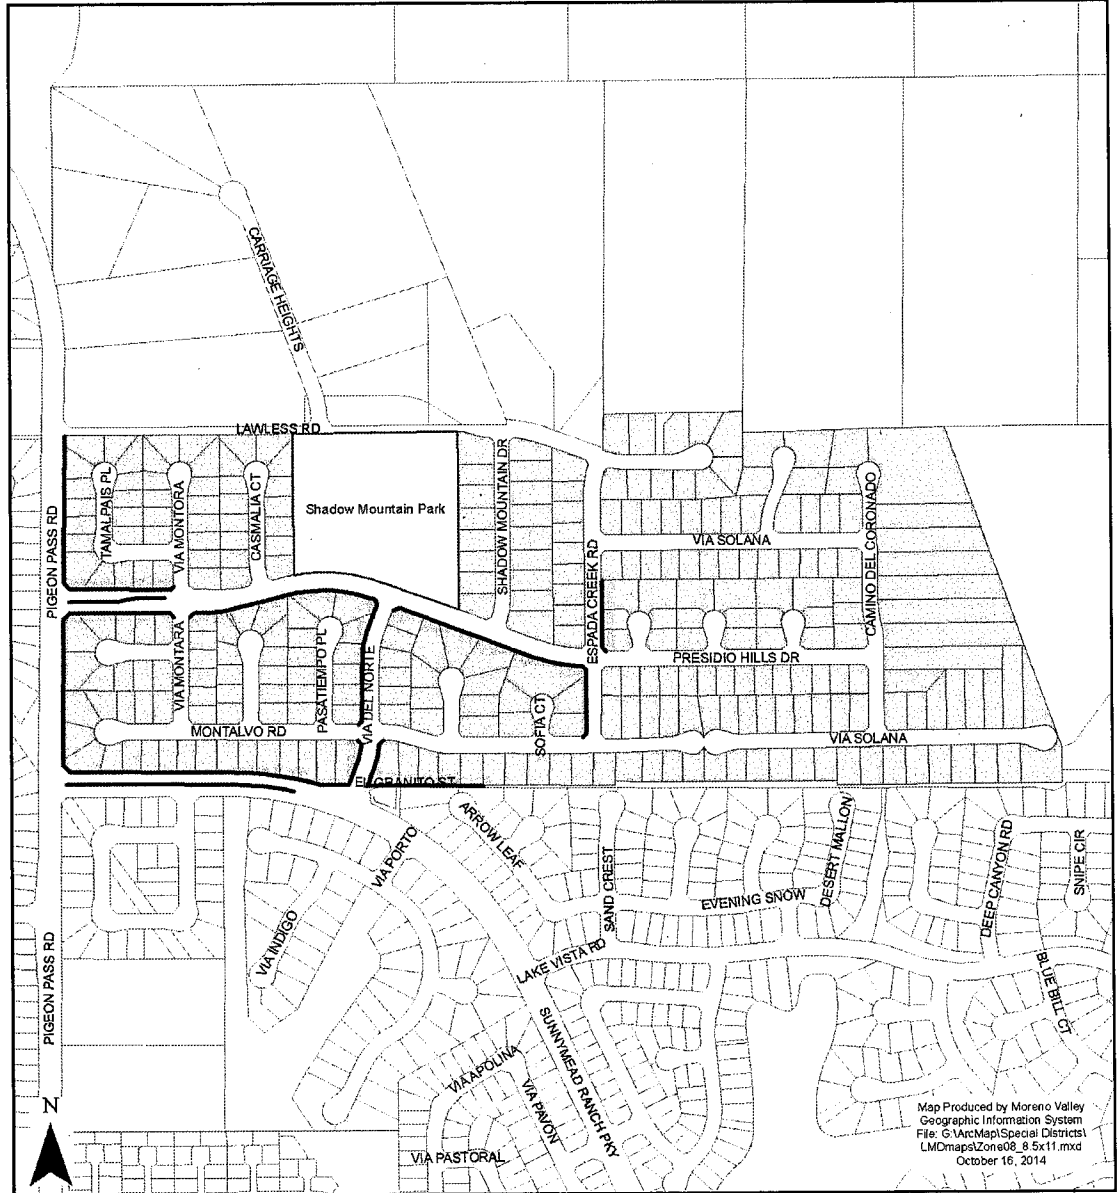 CARRIAGE HEIGHTS
LAWLESS RD
PIGEON PASS RD
TAMALPAIS PL
VIA MONTORA
CASMALIA CT
Shadow Mountain Park
SHADOW MOUNTAIN DR
ESPADA CREEK RD
VIA SOLANA
CAMINO DEL CORONADO
VIA MONTARA
PASATIEMPO PL
VIA DEL NORTE
PRESIDIO HILLS DR
MONTALVO RD
SOFIA CT
VIA SOLANA
EL GRANITO ST
ARROW LEAF
VIA PORTO
SAND CREST
DESERT MALLON
EVENING SNOW
DEEP CANYON RD
SNIPE CIR
VIA INDIGO
PIGEON PASS RD
LAKE VISTA RD
BLUE BILL CT
SUNNYMEAD RANCH PKY
VIA APOLINA
VIA PAVON
VIA PASTORAL
N
Map Produced by Moreno Valley
Geographic Information System
File: G:\ArcMap\Special Districts\
LMDmaps\Zone08_8.5x11.mxd
October 16, 2014